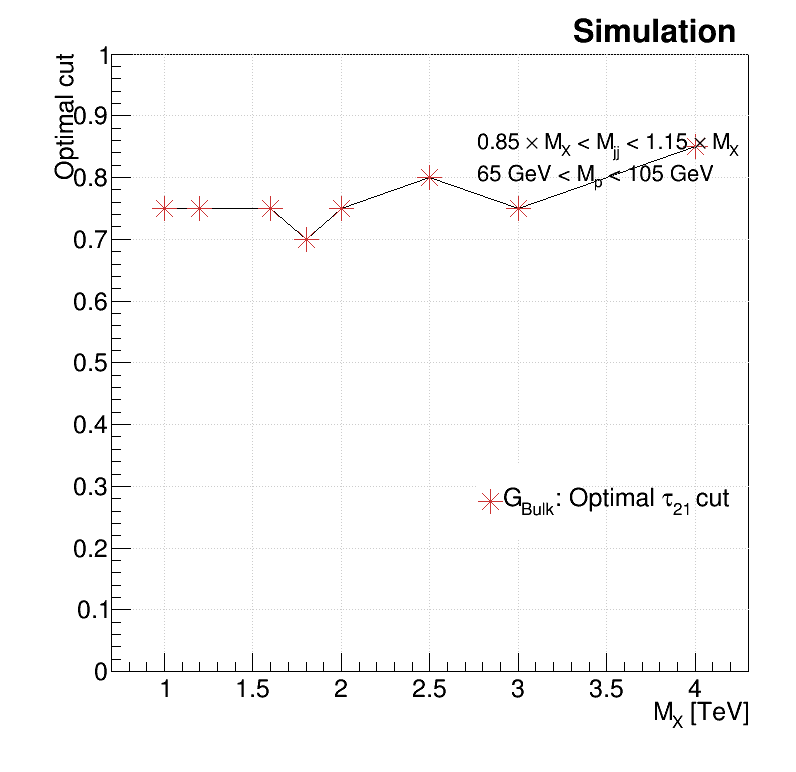 Simulation
Optimal cut
1
0.9
0.8
0.7
0.6
0.5
0.4
0.3
0.2
0.1
0
0.85 × M_X < M_jj < 1.15 × M_X
65 GeV < M_p < 105 GeV
G_Bulk: Optimal τ_21 cut
1 1.5 2 2.5 3 3.5 4
M_X [TeV]